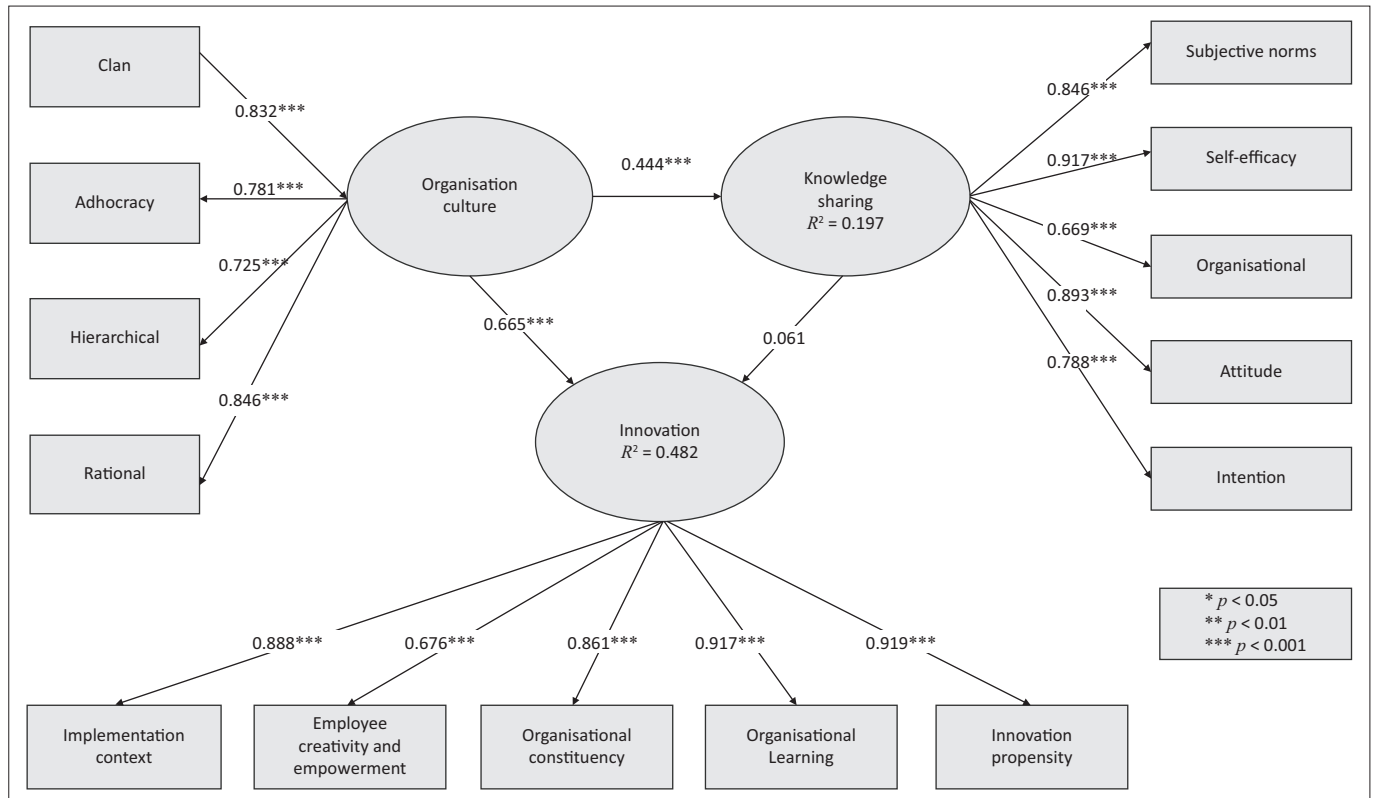 Clan
Adhocracy
Hierarchical
Rational
0.832***
0.781***
0.725***
0.846***
Organisation
culture
0.444***
Knowledge
sharing
R² = 0.197
0.665***
0.061
Innovation
R² = 0.482
0.846***
0.917***
0.669***
0.893***
0.788***
Subjective norms
Self-efficacy
Organisational
Attitude
Intention
* p < 0.05
** p < 0.01
*** p < 0.001
0.888***
0.676***
0.861***
0.917***
0.919***
Implementation
context
Employee
creativity and
empowerment
Organisational
constituency
Organisational
Learning
Innovation
propensity